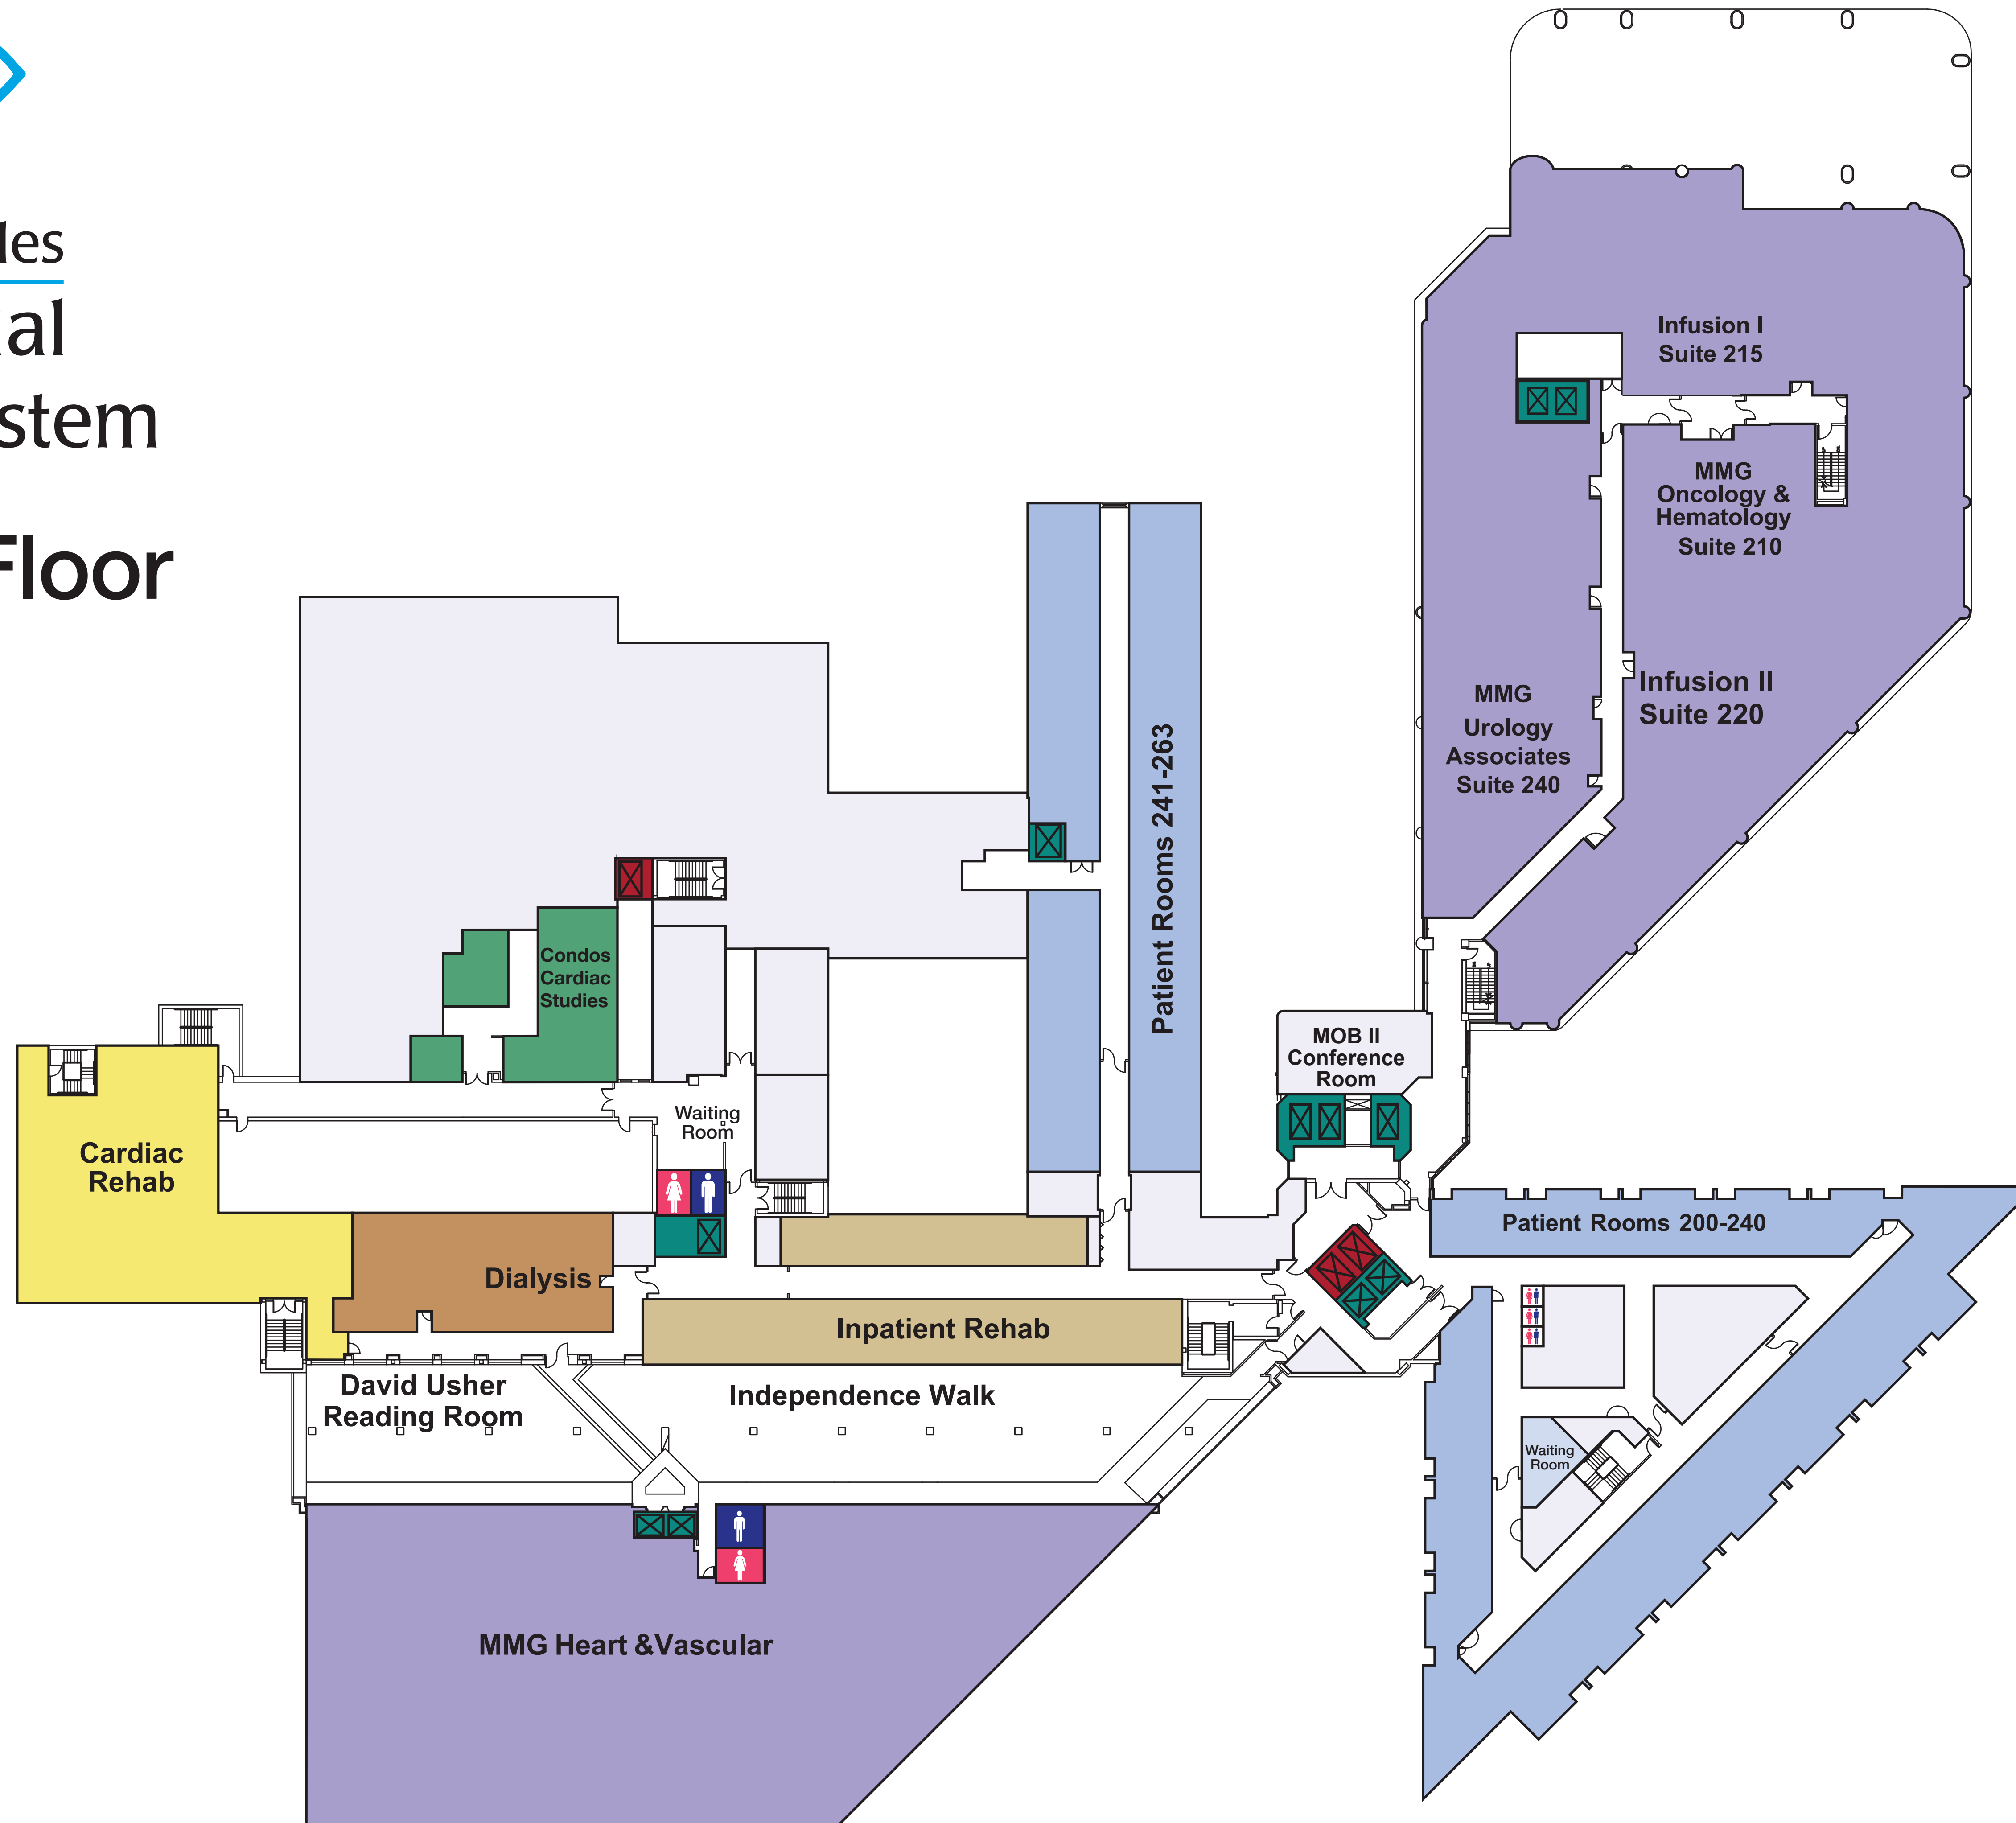 des
ial
stem
Floor
Infusion I
Suite 215
MMG
Oncology &
Hematology
Suite 210
Infusion II
Suite 220
MMG
Urology
Associates
Suite 240
Patient Rooms 241-263
Condos
Cardiac
Studies
MOB II
Conference
Room
Waiting
Room
Cardiac
Rehab
Patient Rooms 200-240
Dialysis
Inpatient Rehab
David Usher
Reading Room
Independence Walk
Waiting
Room
MMG Heart &Vascular